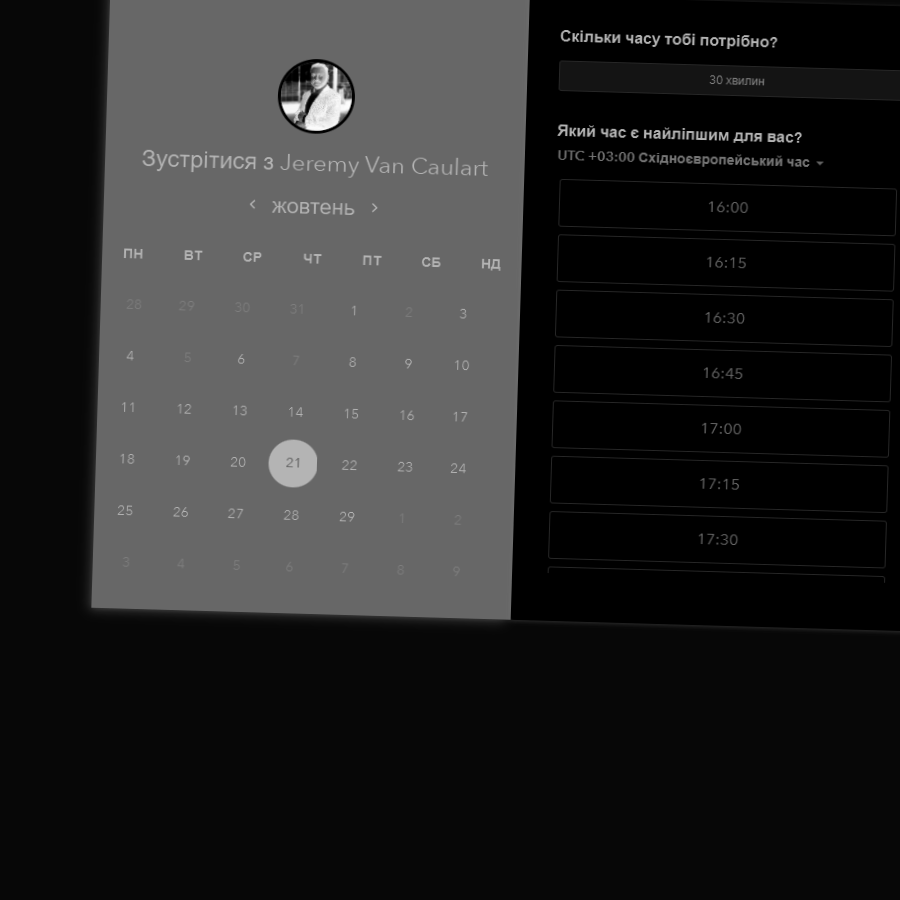 Зустрітися з Jeremy Van Caulart
жовтень
ПН ВТ СР ЧТ ПТ СБ НД
28 29 30 31 1 2 3
4 5 6 7 8 9 10
11 12 13 14 15 16 17
18 19 20 21 22 23 24
25 26 27 28 29 1 2
3 4 5 6 7 8 9
Скільки часу тобі потрібно?
30 хвилин
Який час є найліпшим для вас?
UTC +03:00 Східноєвропейський час
16:00
16:15
16:30
16:45
17:00
17:15
17:30